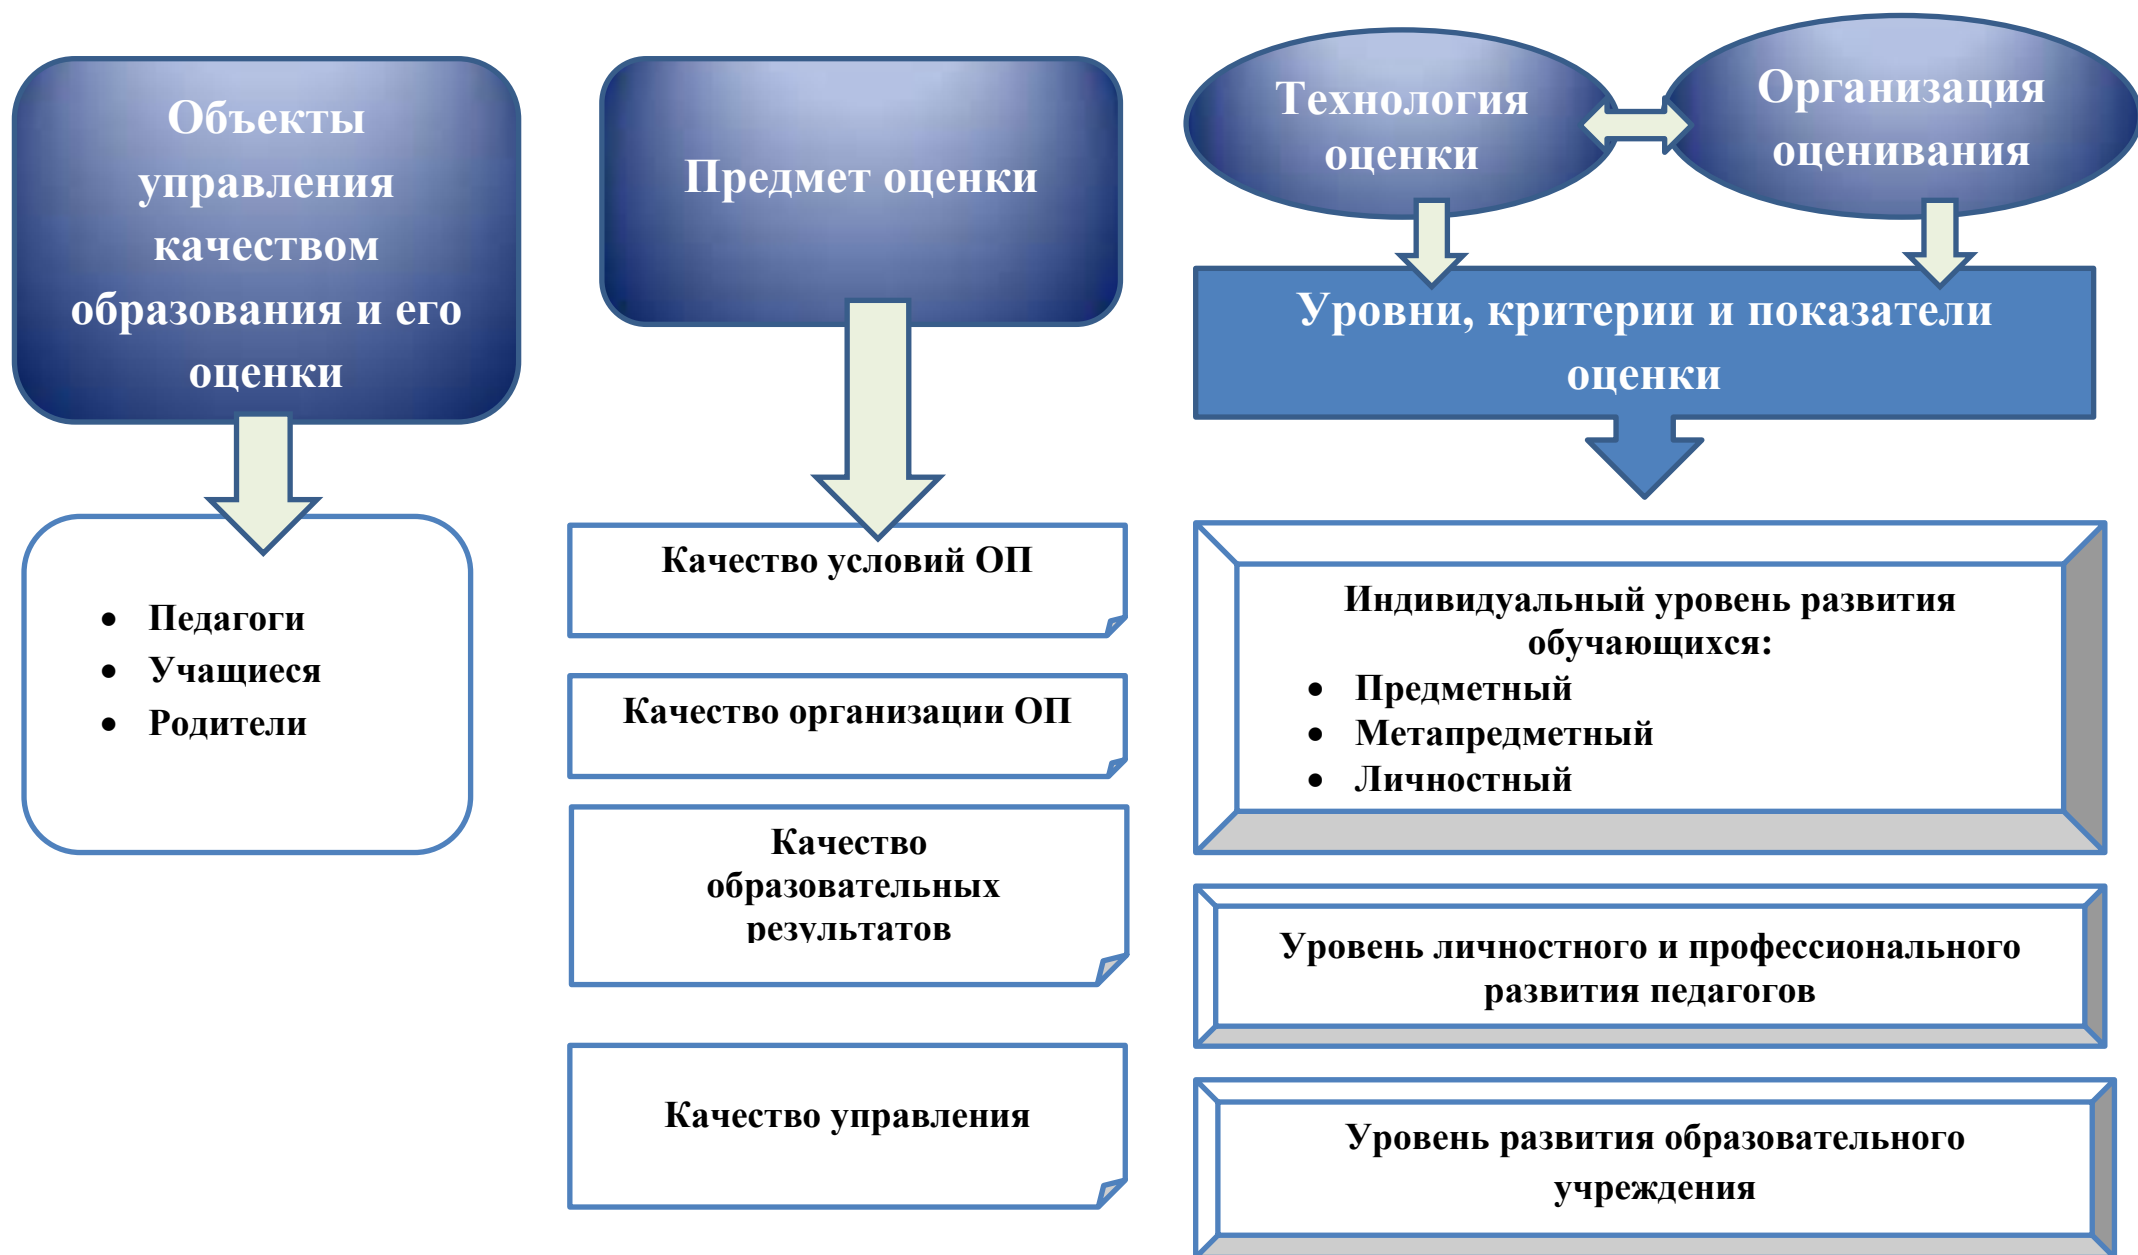 Объекты
управления
качеством
образования и его
оценки
• Педагоги
• Учащиеся
• Родители
Предмет оценки
Качество условий ОП
Качество организации ОП
Качество
образовательных
результатов
Качество управления
Технология
оценки
Организация
оценивания
Уровни, критерии и показатели
оценки
Индивидуальный уровень развития
обучающихся:
• Предметный
• Метапредметный
• Личностный
Уровень личностного и профессионального
развития педагогов
Уровень развития образовательного
учреждения